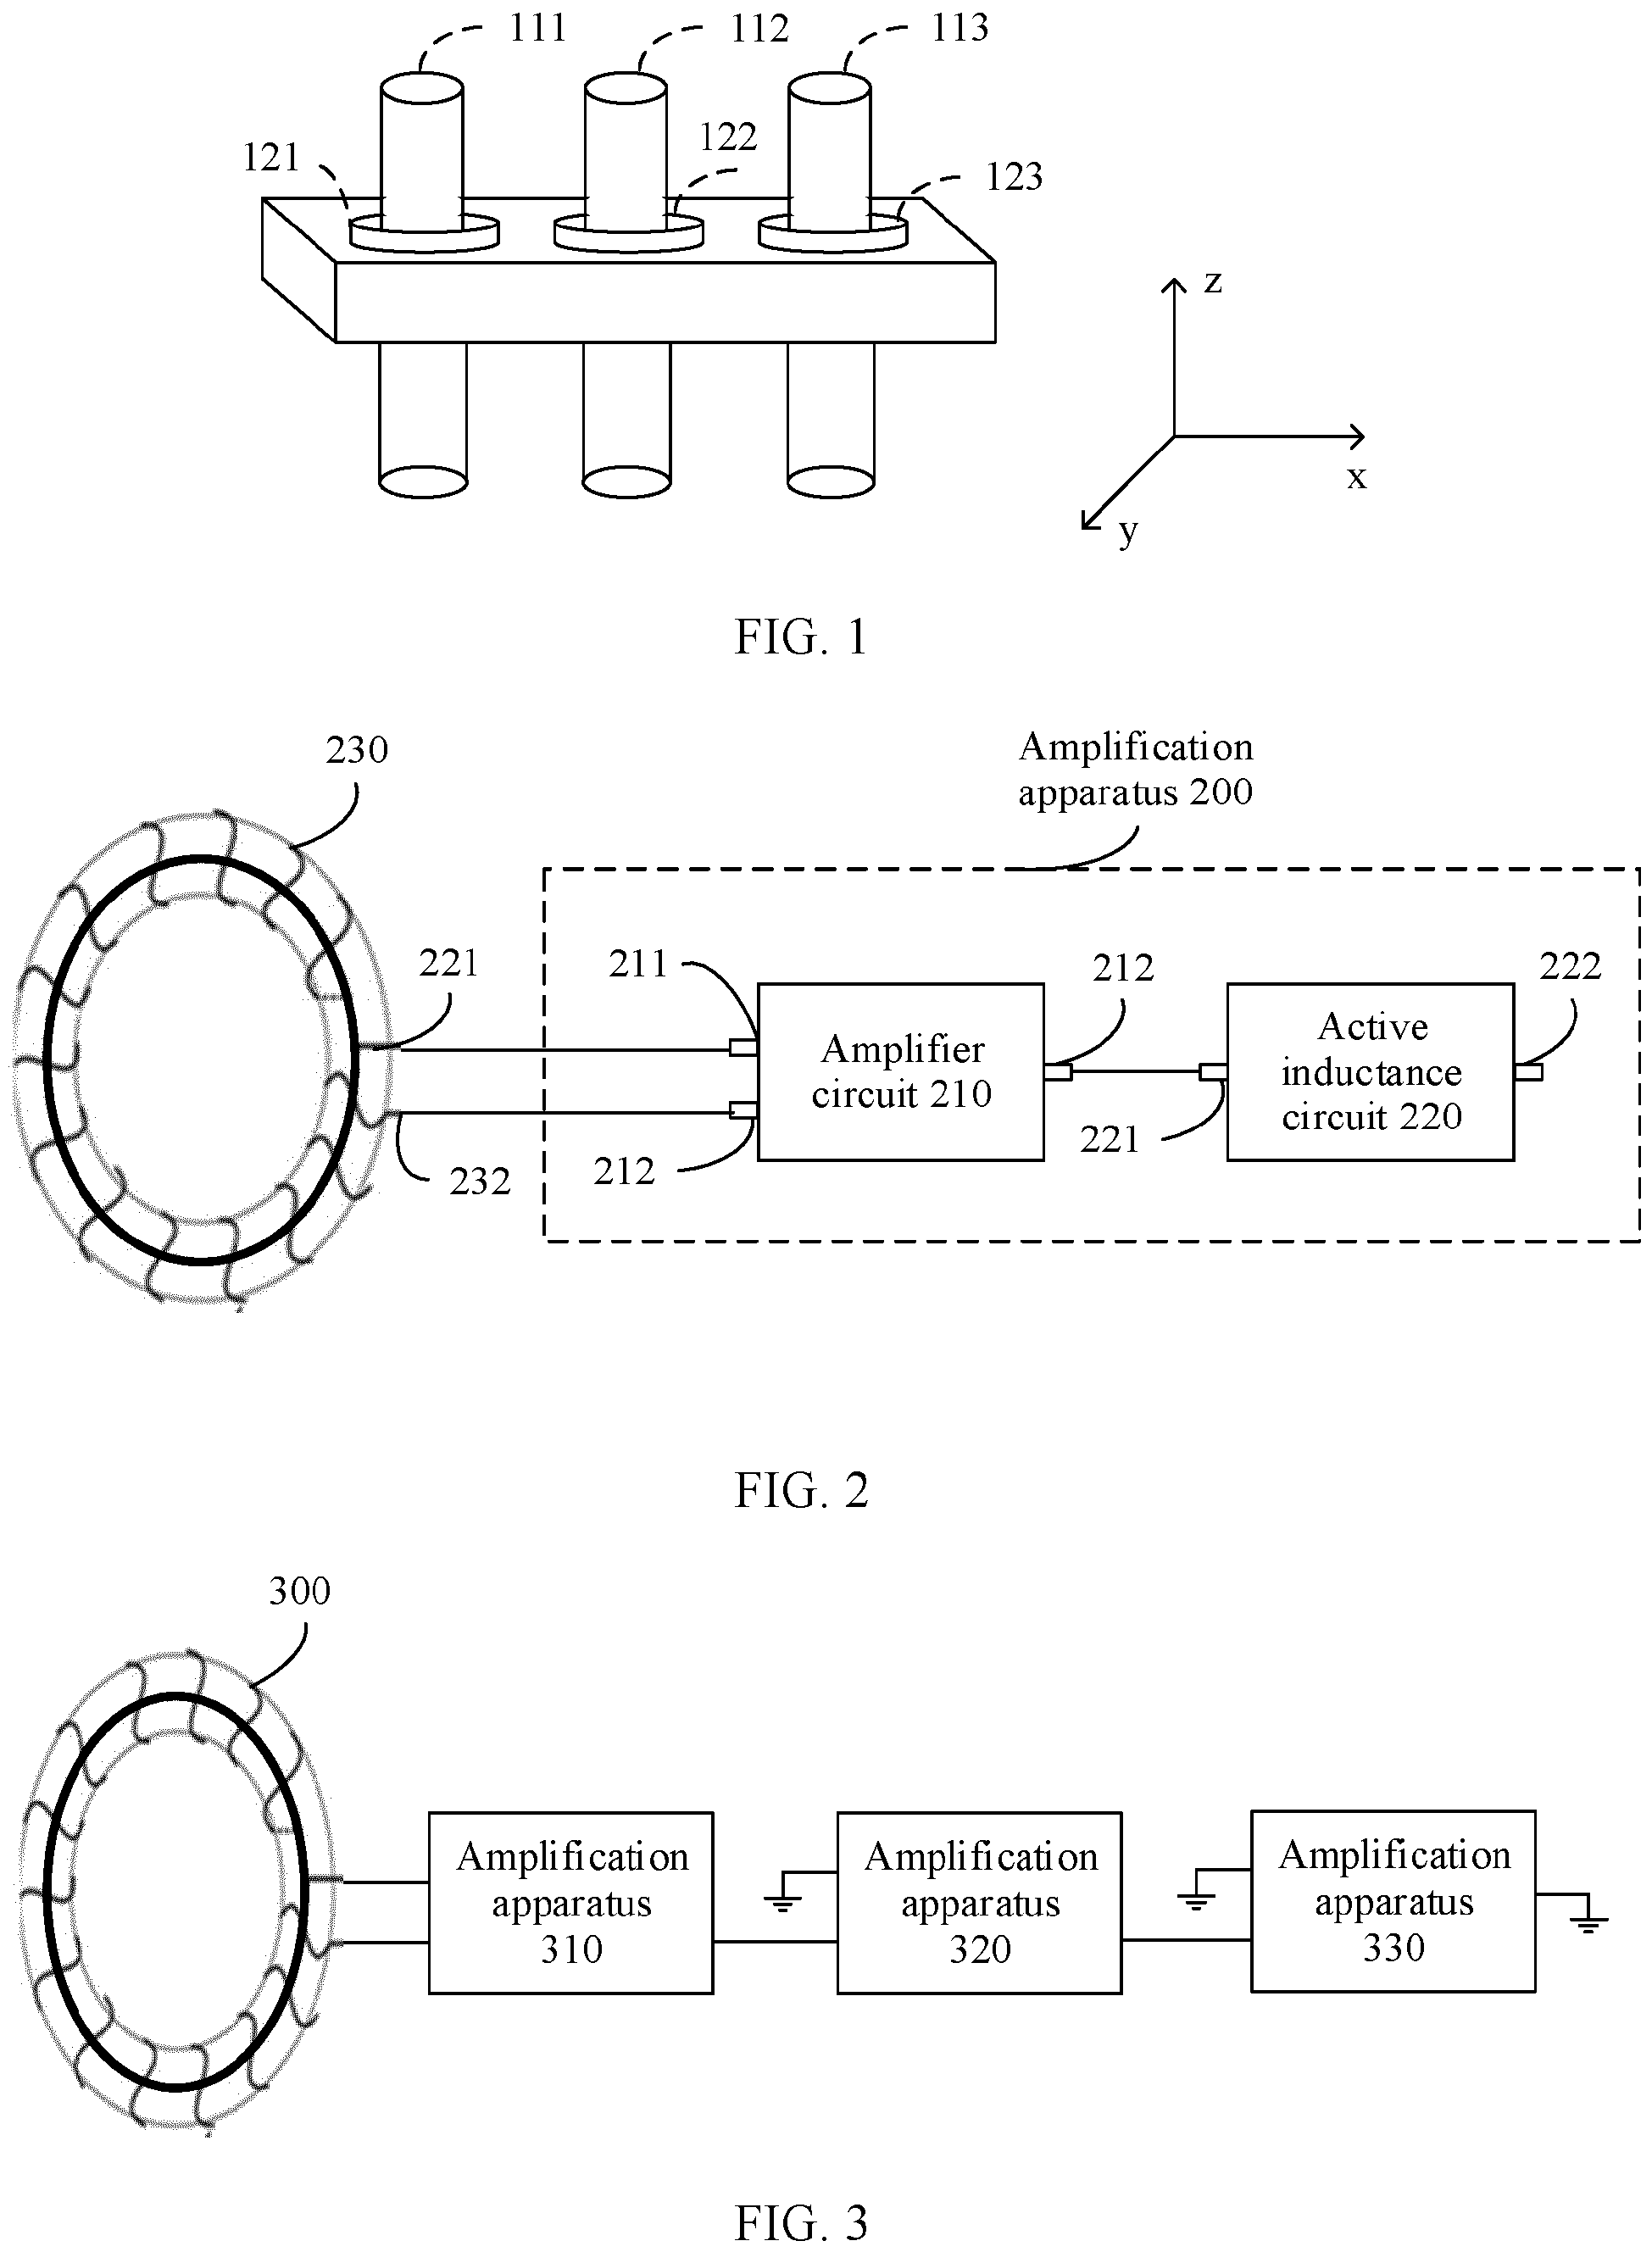 111
112
113
121
122
123
z
x
y
FIG. 1
230
Amplification
apparatus 200
221
211
212
222
Amplifier
circuit 210
Active
inductance
circuit 220
232
212
221
FIG. 2
300
Amplification
apparatus
310
Amplification
apparatus
320
Amplification
apparatus
330
FIG. 3